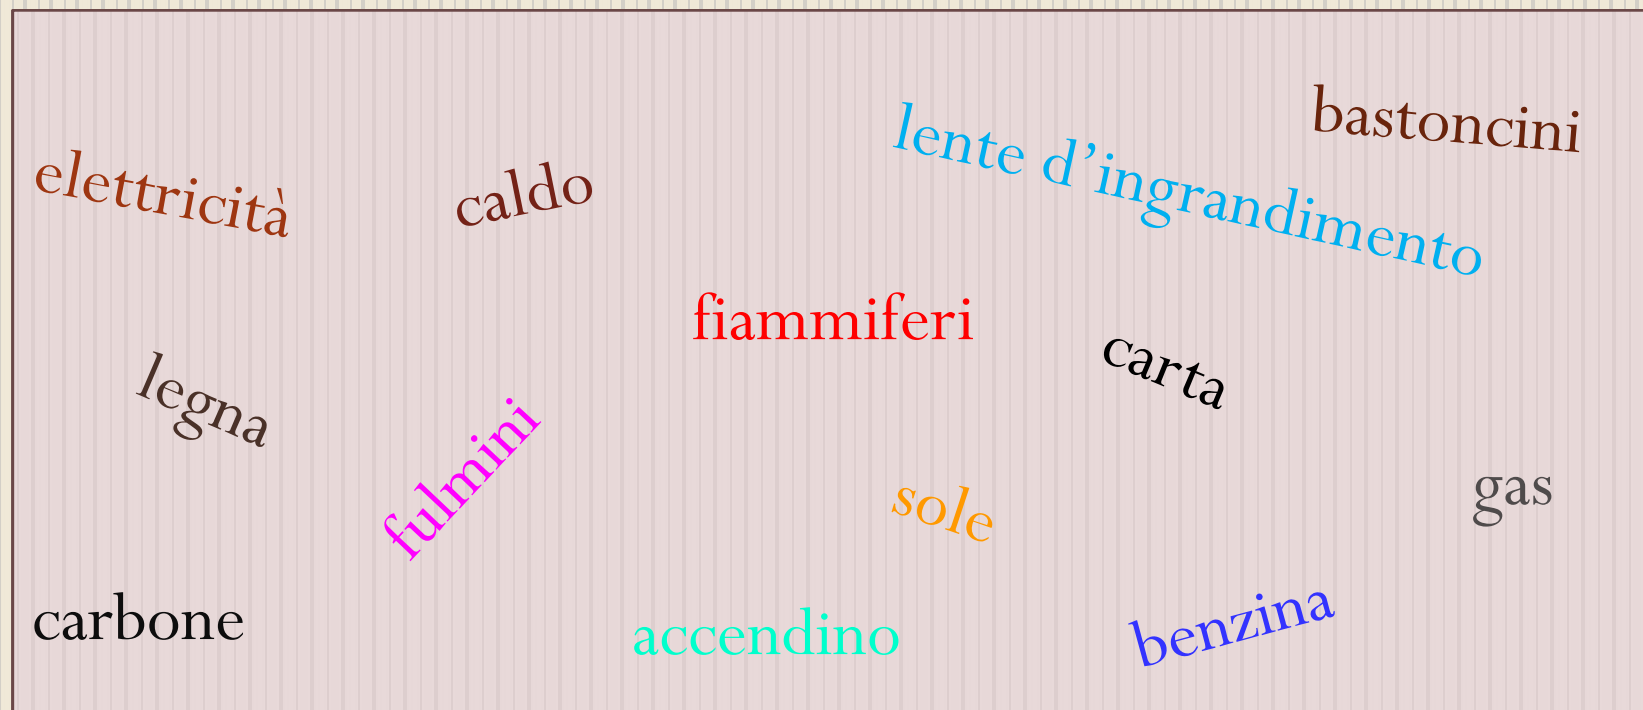 bastoncini
lente d’ingrandimento
elettricità
caldo
fiammiferi
carta
legna
fulmini
sole
gas
carbone
accendino
benzina